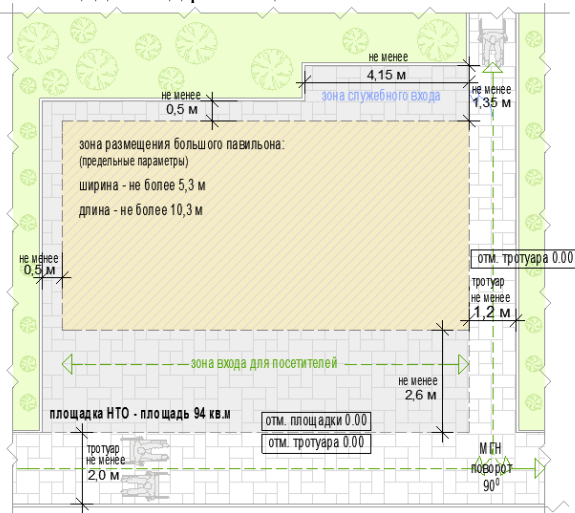 не менее
4,15 м
зона служебного входа
не менее
1,35 м
не менее
0,5 м
зона размещения большого павильона:
(предельные параметры)
ширина - не более 5,3 м
длина - не более 10,3 м
не менее
0,5 м
отм. тротуара 0.00
тротуар
не менее
1,2 м
зона входа для посетителей
не менее
2,6 м
площадка НТО - площадь 94 кв.м
отм. площадки 0.00
отм. тротуара 0.00
тротуар
не менее
2,0 м
МГН
поворот
90⁰